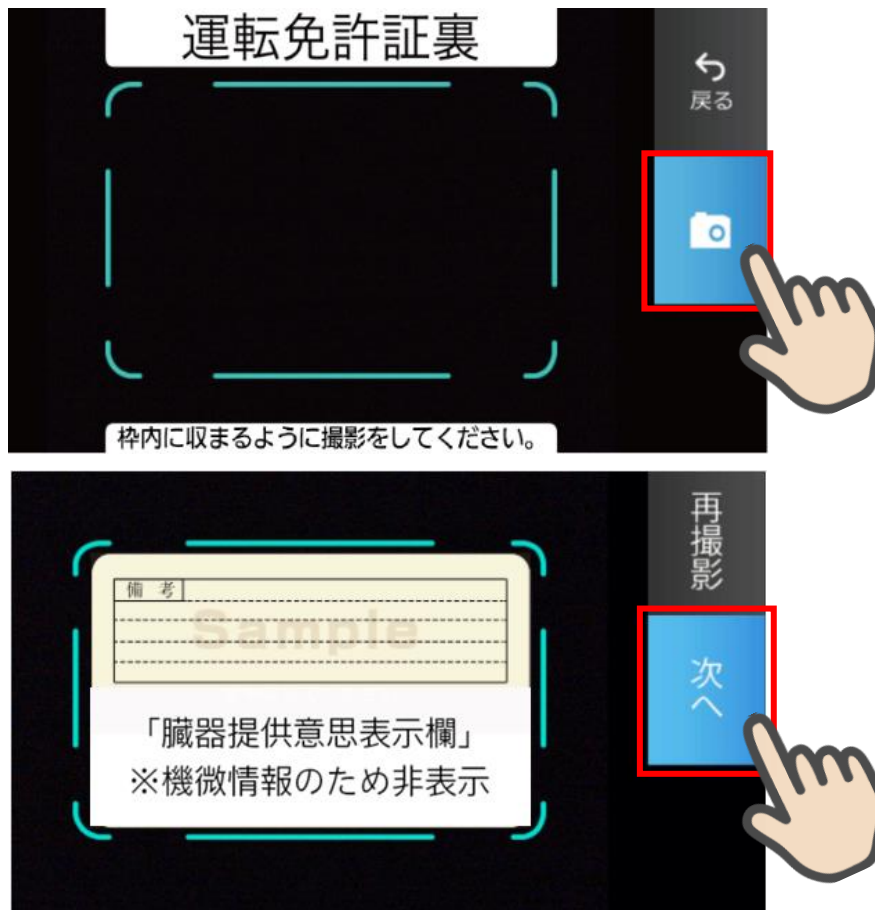 運転免許証裏
戻る
枠内に収まるように撮影をしてください。
再撮影
備考
Sample
次へ
「臓器提供意思表示欄」
※機微情報のため非表示